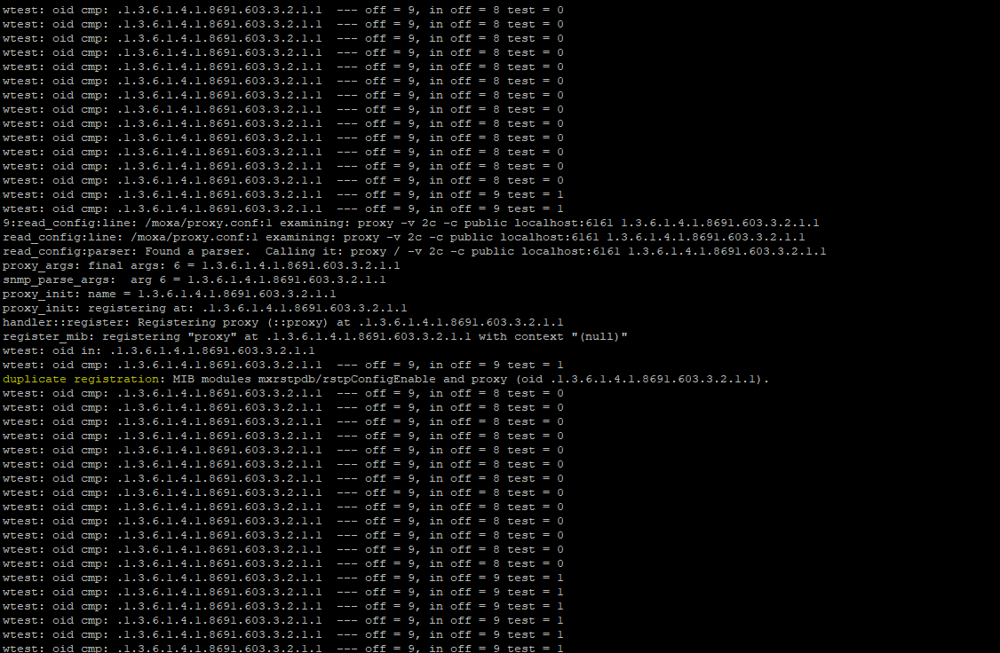 wtest: oid cmp: .1.3.6.1.4.1.8691.603.3.2.1.1  --- off = 9, in off = 8 test = 0
wtest: oid cmp: .1.3.6.1.4.1.8691.603.3.2.1.1  --- off = 9, in off = 8 test = 0
wtest: oid cmp: .1.3.6.1.4.1.8691.603.3.2.1.1  --- off = 9, in off = 8 test = 0
wtest: oid cmp: .1.3.6.1.4.1.8691.603.3.2.1.1  --- off = 9, in off = 8 test = 0
wtest: oid cmp: .1.3.6.1.4.1.8691.603.3.2.1.1  --- off = 9, in off = 8 test = 0
wtest: oid cmp: .1.3.6.1.4.1.8691.603.3.2.1.1  --- off = 9, in off = 8 test = 0
wtest: oid cmp: .1.3.6.1.4.1.8691.603.3.2.1.1  --- off = 9, in off = 8 test = 0
wtest: oid cmp: .1.3.6.1.4.1.8691.603.3.2.1.1  --- off = 9, in off = 8 test = 0
wtest: oid cmp: .1.3.6.1.4.1.8691.603.3.2.1.1  --- off = 9, in off = 8 test = 0
wtest: oid cmp: .1.3.6.1.4.1.8691.603.3.2.1.1  --- off = 9, in off = 8 test = 0
wtest: oid cmp: .1.3.6.1.4.1.8691.603.3.2.1.1  --- off = 9, in off = 8 test = 0
wtest: oid cmp: .1.3.6.1.4.1.8691.603.3.2.1.1  --- off = 9, in off = 8 test = 0
wtest: oid cmp: .1.3.6.1.4.1.8691.603.3.2.1.1  --- off = 9, in off = 8 test = 0
wtest: oid cmp: .1.3.6.1.4.1.8691.603.3.2.1.1  --- off = 9, in off = 9 test = 1
wtest: oid cmp: .1.3.6.1.4.1.8691.603.3.2.1.1  --- off = 9, in off = 9 test = 1
9:read_config:line: /moxa/proxy.conf:1 examining: proxy -v 2c -c public localhost:6161 1.3.6.1.4.1.8691.603.3.2.1.1
read_config:line: /moxa/proxy.conf:1 examining: proxy -v 2c -c public localhost:6161 1.3.6.1.4.1.8691.603.3.2.1.1
read_config:parser: Found a parser.  Calling it: proxy / -v 2c -c public localhost:6161 1.3.6.1.4.1.8691.603.3.2.1.1
proxy_args: final args: 6 = 1.3.6.1.4.1.8691.603.3.2.1.1
snmp_parse_args:  arg 6 = 1.3.6.1.4.1.8691.603.3.2.1.1
proxy_init: name = 1.3.6.1.4.1.8691.603.3.2.1.1
proxy_init: registering at: .1.3.6.1.4.1.8691.603.3.2.1.1
handler::register: Registering proxy (::proxy) at .1.3.6.1.4.1.8691.603.3.2.1.1
register_mib: registering "proxy" at .1.3.6.1.4.1.8691.603.3.2.1.1 with context "(null)"
wtest: oid in: .1.3.6.1.4.1.8691.603.3.2.1.1
wtest: oid cmp: .1.3.6.1.4.1.8691.603.3.2.1.1  --- off = 9, in off = 9 test = 1
duplicate registration: MIB modules mxrstpdb/rstpConfigEnable and proxy (oid .1.3.6.1.4.1.8691.603.3.2.1.1).
wtest: oid cmp: .1.3.6.1.4.1.8691.603.3.2.1.1  --- off = 9, in off = 8 test = 0
wtest: oid cmp: .1.3.6.1.4.1.8691.603.3.2.1.1  --- off = 9, in off = 8 test = 0
wtest: oid cmp: .1.3.6.1.4.1.8691.603.3.2.1.1  --- off = 9, in off = 8 test = 0
wtest: oid cmp: .1.3.6.1.4.1.8691.603.3.2.1.1  --- off = 9, in off = 8 test = 0
wtest: oid cmp: .1.3.6.1.4.1.8691.603.3.2.1.1  --- off = 9, in off = 8 test = 0
wtest: oid cmp: .1.3.6.1.4.1.8691.603.3.2.1.1  --- off = 9, in off = 8 test = 0
wtest: oid cmp: .1.3.6.1.4.1.8691.603.3.2.1.1  --- off = 9, in off = 8 test = 0
wtest: oid cmp: .1.3.6.1.4.1.8691.603.3.2.1.1  --- off = 9, in off = 8 test = 0
wtest: oid cmp: .1.3.6.1.4.1.8691.603.3.2.1.1  --- off = 9, in off = 8 test = 0
wtest: oid cmp: .1.3.6.1.4.1.8691.603.3.2.1.1  --- off = 9, in off = 8 test = 0
wtest: oid cmp: .1.3.6.1.4.1.8691.603.3.2.1.1  --- off = 9, in off = 8 test = 0
wtest: oid cmp: .1.3.6.1.4.1.8691.603.3.2.1.1  --- off = 9, in off = 8 test = 0
wtest: oid cmp: .1.3.6.1.4.1.8691.603.3.2.1.1  --- off = 9, in off = 8 test = 0
wtest: oid cmp: .1.3.6.1.4.1.8691.603.3.2.1.1  --- off = 9, in off = 9 test = 1
wtest: oid cmp: .1.3.6.1.4.1.8691.603.3.2.1.1  --- off = 9, in off = 9 test = 1
wtest: oid cmp: .1.3.6.1.4.1.8691.603.3.2.1.1  --- off = 9, in off = 9 test = 1
wtest: oid cmp: .1.3.6.1.4.1.8691.603.3.2.1.1  --- off = 9, in off = 9 test = 1
wtest: oid cmp: .1.3.6.1.4.1.8691.603.3.2.1.1  --- off = 9, in off = 9 test = 1
wtest: oid cmp: .1.3.6.1.4.1.8691.603.3.2.1.1  --- off = 9, in off = 9 test = 1